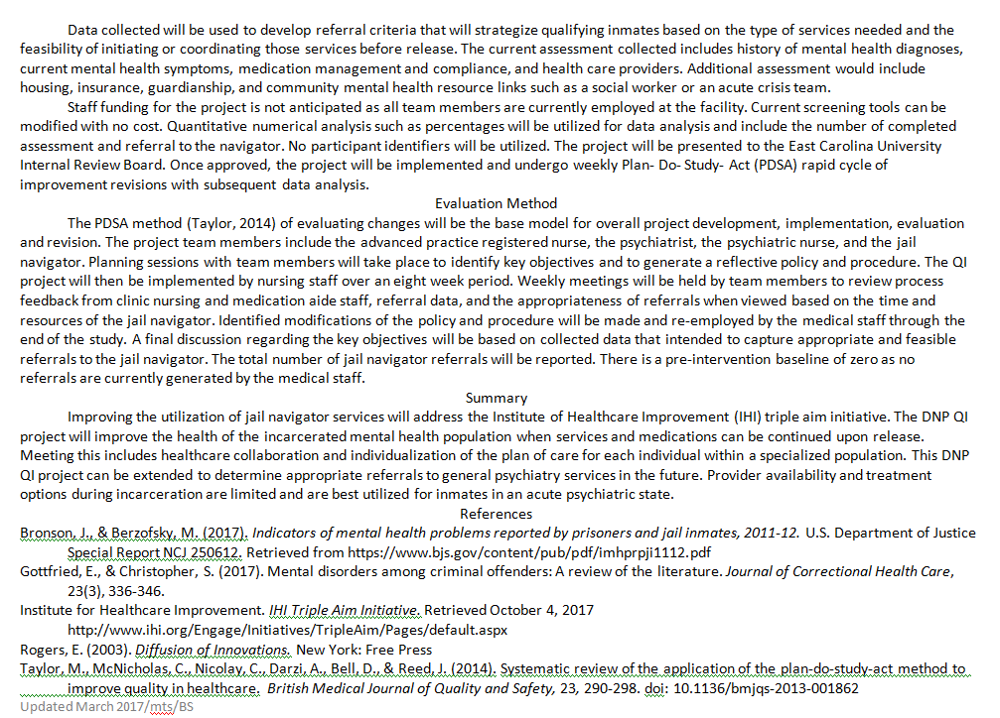 Data collected will be used to develop referral criteria that will strategize qualifying inmates based on the type of services needed and the
feasibility of initiating or coordinating those services before release. The current assessment collected includes history of mental health diagnoses,
current mental health symptoms, medication management and compliance, and health care providers. Additional assessment would include
housing, insurance, guardianship, and community mental health resource links such as a social worker or an acute crisis team.
Staff funding for the project is not anticipated as all team members are currently employed at the facility. Current screening tools can be
modified with no cost. Quantitative numerical analysis such as percentages will be utilized for data analysis and include the number of completed
assessment and referral to the navigator. No participant identifiers will be utilized. The project will be presented to the East Carolina University
Internal Review Board. Once approved, the project will be implemented and undergo weekly Plan- Do- Study- Act (PDSA) rapid cycle of
improvement revisions with subsequent data analysis.
Evaluation Method
The PDSA method (Taylor, 2014) of evaluating changes will be the base model for overall project development, implementation, evaluation
and revision. The project team members include the advanced practice registered nurse, the psychiatrist, the psychiatric nurse, and the jail
navigator. Planning sessions with team members will take place to identify key objectives and to generate a reflective policy and procedure. The QI
project will then be implemented by nursing staff over an eight week period. Weekly meetings will be held by team members to review process
feedback from clinic nursing and medication aide staff, referral data, and the appropriateness of referrals when viewed based on the time and
resources of the jail navigator. Identified modifications of the policy and procedure will be made and re-employed by the medical staff through the
end of the study. A final discussion regarding the key objectives will be based on collected data that intended to capture appropriate and feasible
referrals to the jail navigator. The total number of jail navigator referrals will be reported. There is a pre-intervention baseline of zero as no
referrals are currently generated by the medical staff.
Summary
Improving the utilization of jail navigator services will address the Institute of Healthcare Improvement (IHI) triple aim initiative. The DNP QI
project will improve the health of the incarcerated mental health population when services and medications can be continued upon release.
Meeting this includes healthcare collaboration and individualization of the plan of care for each individual within a specialized population. This DNP
QI project can be extended to determine appropriate referrals to general psychiatry services in the future. Provider availability and treatment
options during incarceration are limited and are best utilized for inmates in an acute psychiatric state.
References
Bronson, J., & Berzofsky, M. (2017). Indicators of mental health problems reported by prisoners and jail inmates, 2011-12. U.S. Department of Justice
Special Report NCJ 250612. Retrieved from https://www.bjs.gov/content/pub/pdf/imhprpji1112.pdf
Gottfried, E., & Christopher, S. (2017). Mental disorders among criminal offenders: A review of the literature. Journal of Correctional Health Care,
23(3), 336-346.
Institute for Healthcare Improvement. IHI Triple Aim Initiative. Retrieved October 4, 2017
http://www.ihi.org/Engage/Initiatives/TripleAim/Pages/default.aspx
Rogers, E. (2003). Diffusion of Innovations. New York: Free Press
Taylor, M., McNicholas, C., Nicolay, C., Darzi, A., Bell, D., & Reed, J. (2014). Systematic review of the application of the plan-do-study-act method to
improve quality in healthcare. British Medical Journal of Quality and Safety, 23, 290-298. doi: 10.1136/bmjqs-2013-001862
Updated March 2017/mts/BS